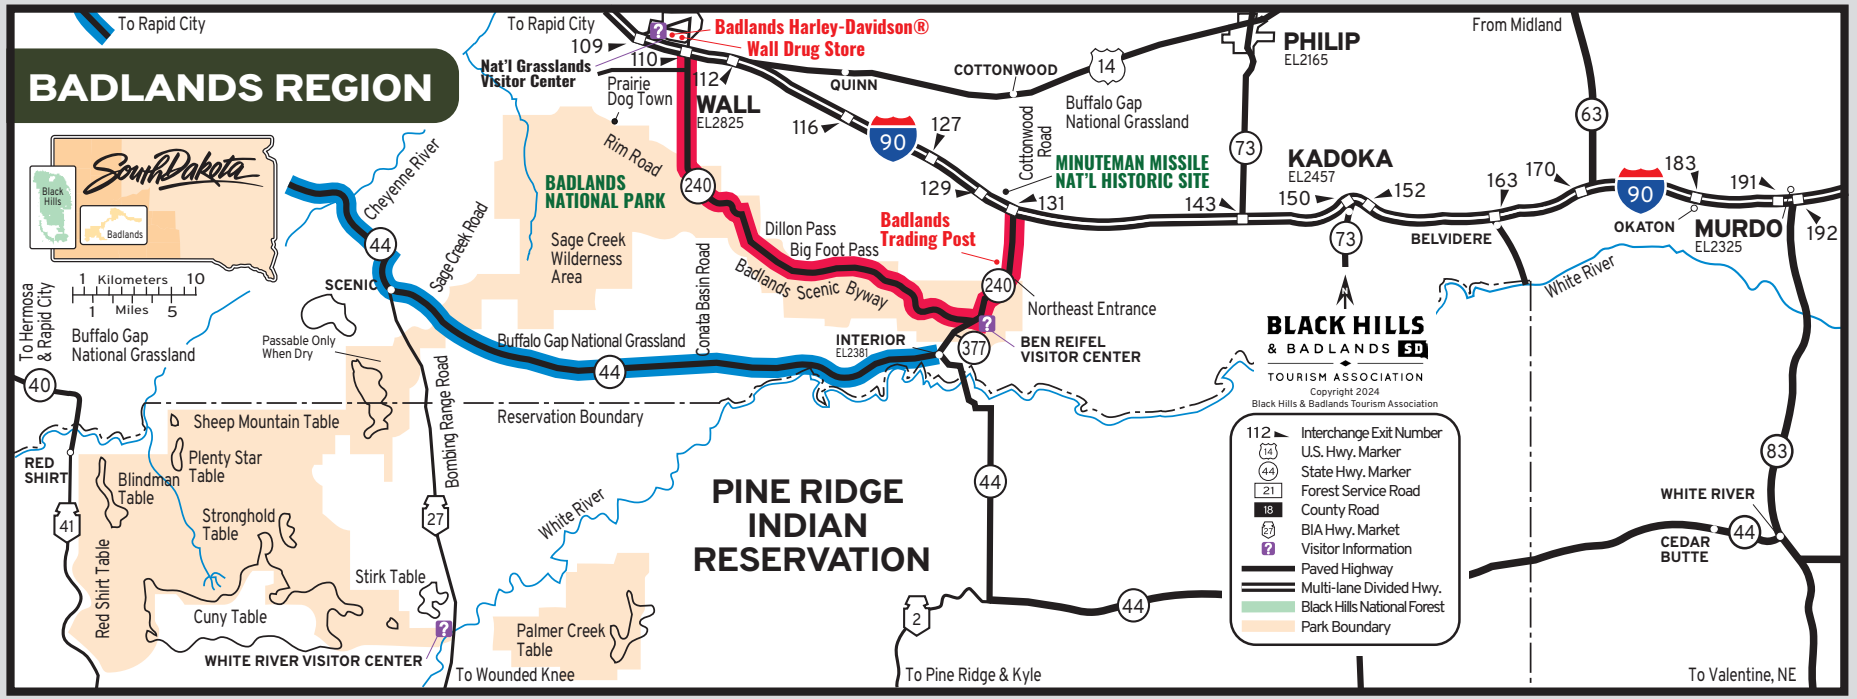 To Rapid City
BADLANDS REGION
To Rapid City
109
110
112
Nat'l Grasslands
Visitor Center
Badlands Harley-Davidson®
Wall Drug Store
Prairie
Dog Town
WALL
EL2825
Rim Road
QUINN
COTTONWOOD
14
PHILIP
EL2165
From Midland
116
90
127
129
131
Cottonwood
Road
Buffalo Gap
National Grassland
MINUTEMAN MISSILE
NAT'L HISTORIC SITE
73
63
KADOKA
EL2457
143
150
152
73
163
170
90
183
191
192
BELVIDERE
OKATON
MURDO
EL2325
White River
South Dakota
Black
Hills
Badlands
1 Kilometers 10
1 Miles 5
Cheyenne River
44
SCENIC
Sage Creek Road
BADLANDS
NATIONAL PARK
240
Sage Creek
Wilderness
Area
Dillon Pass
Big Foot Pass
Badlands Scenic Byway
Conata Basin Road
Badlands
Trading Post
240
Northeast Entrance
BEN REIFEL
VISITOR CENTER
377
INTERIOR
EL2381
To Hermosa
& Rapid City
Buffalo Gap
National Grassland
Passable Only
When Dry
Buffalo Gap National Grassland
44
40
Reservation Boundary
Bombing Range Road
Sheep Mountain Table
Plenty Star
Table
RED
SHIRT
Blindman
Table
Stronghold
Table
41
Red Shirt Table
27
Stirk Table
Cuny Table
WHITE RIVER VISITOR CENTER
White River
Palmer Creek
Table
To Wounded Knee
PINE RIDGE
INDIAN
RESERVATION
44
2
44
To Pine Ridge & Kyle
N
BLACK HILLS
& BADLANDS SD
TOURISM ASSOCIATION
Copyright 2024
Black Hills & Badlands Tourism Association
112 Interchange Exit Number
14 U.S. Hwy. Marker
44 State Hwy. Marker
21 Forest Service Road
18 County Road
27 BIA Hwy. Market
? Visitor Information
Paved Highway
Multi-lane Divided Hwy.
Black Hills National Forest
Park Boundary
83
WHITE RIVER
44
CEDAR
BUTTE
To Valentine, NE